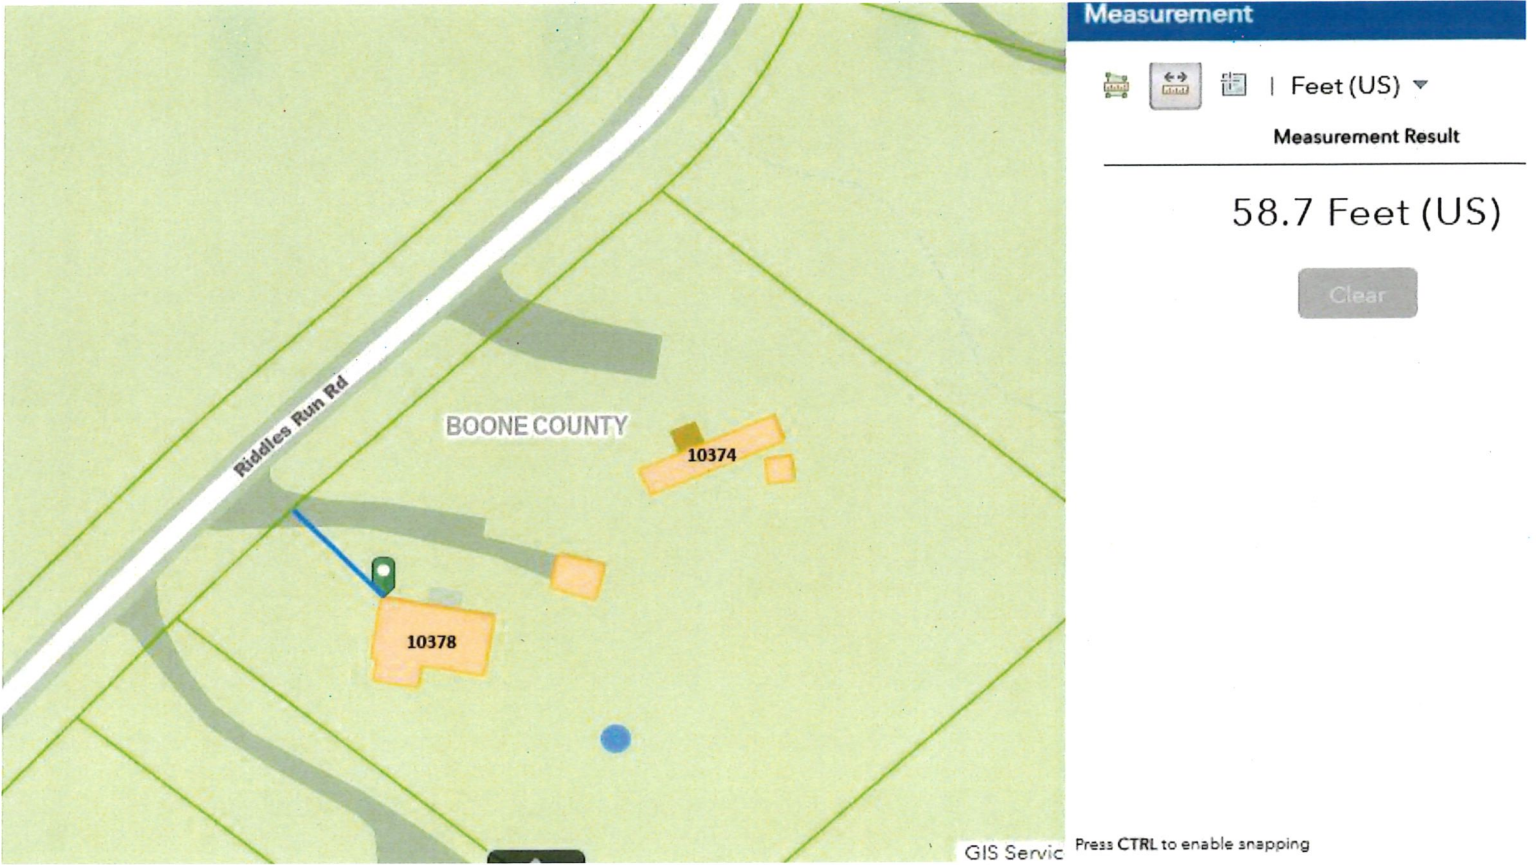 Measurement
| Feet (US)
Measurement Result
58.7 Feet (US)
Clear
Riddles Run Rd
BOONE COUNTY
10374
10378
GIS Servic
Press CTRL to enable snapping